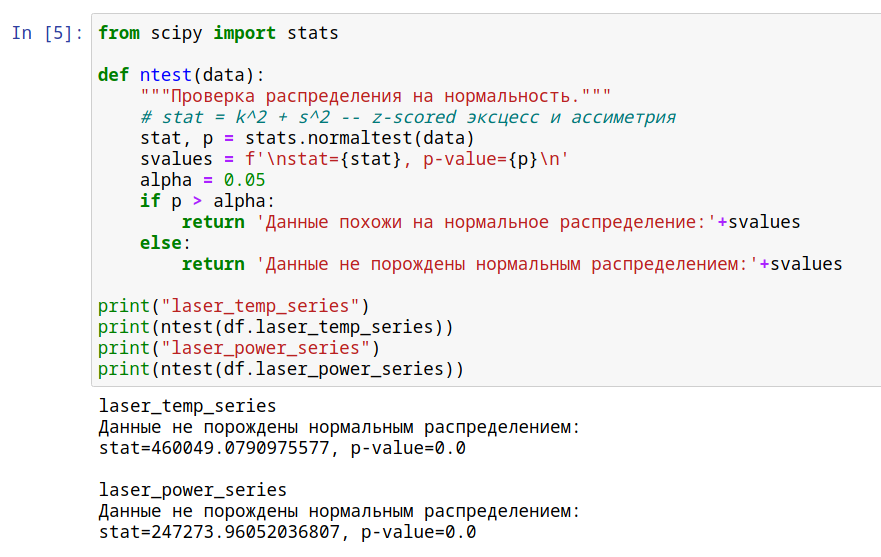 In [5]: from scipy import stats
def ntest(data):
    """Проверка распределения на нормальность."""
    # stat = k^2 + s^2 -- z-scored эксцесс и ассиметрия
    stat, p = stats.normaltest(data)
    svalues = f'\nstat={stat}, p-value={p}\n'
    alpha = 0.05
    if p > alpha:
        return 'Данные похожи на нормальное распределение:'+svalues
    else:
        return 'Данные не порождены нормальным распределением:'+svalues
print("laser_temp_series")
print(ntest(df.laser_temp_series))
print("laser_power_series")
print(ntest(df.laser_power_series))
laser_temp_series
Данные не порождены нормальным распределением:
stat=460049.0790975577, p-value=0.0
laser_power_series
Данные не порождены нормальным распределением:
stat=247273.96052036807, p-value=0.0